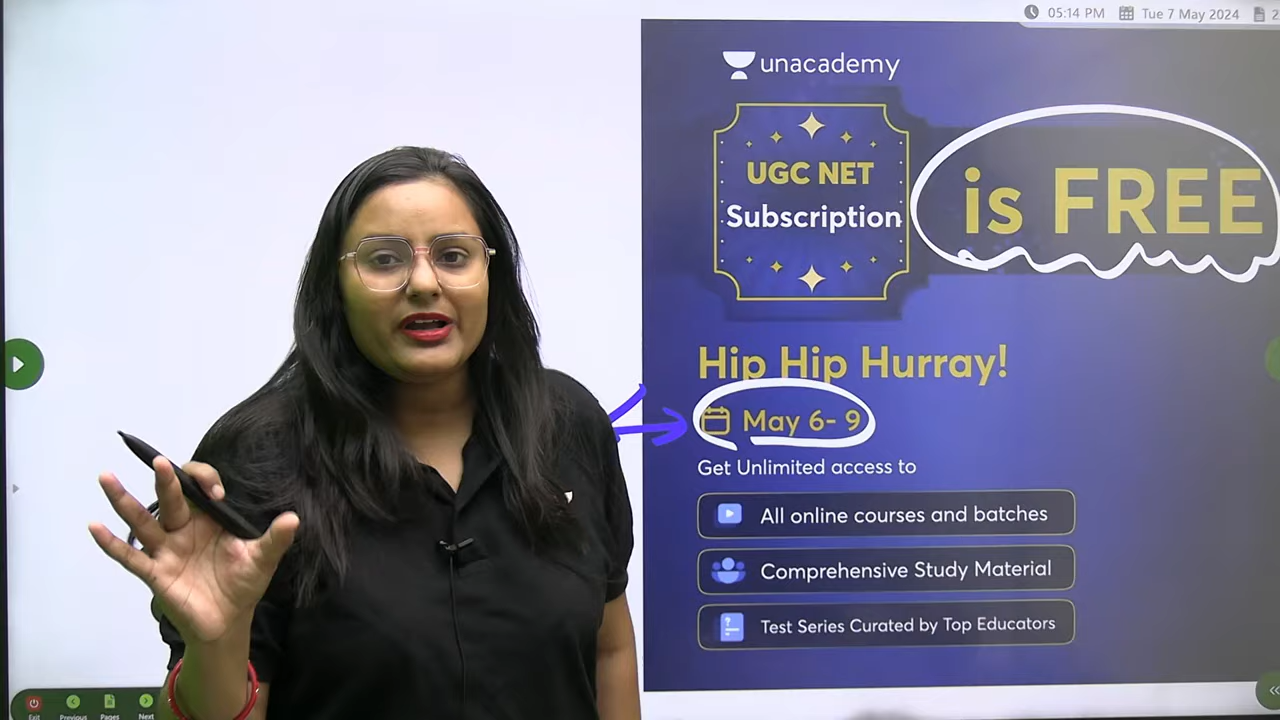 05:14 PM Tue 7 May 2024
unacademy
UGC NET
Subscription
is FREE
Hip Hip Hurray!
May 6- 9
Get Unlimited access to
All online courses and batches
Comprehensive Study Material
Test Series Curated by Top Educators
Exit Previous Pages Next